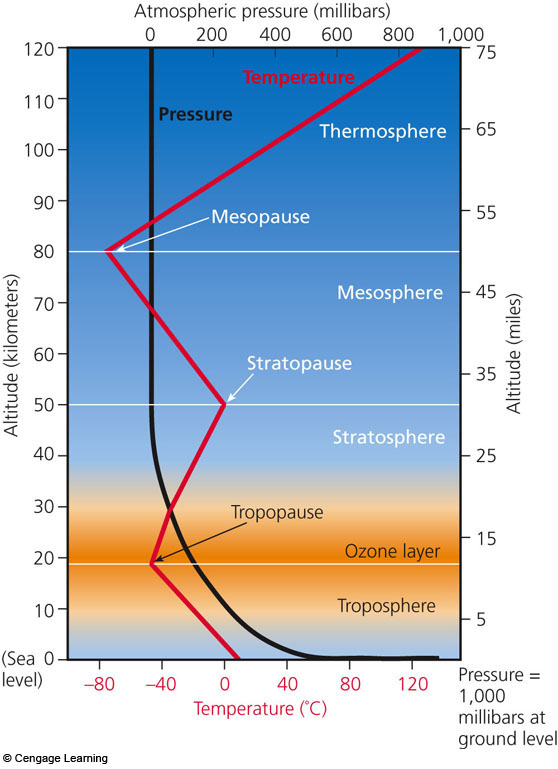 Atmospheric pressure (millibars)
0 200 400 600 800 1,000
120 75
Temperature
110
Pressure
Thermosphere
65
100
90
Mesopause
55
80
Mesosphere
45
70
60
Stratopause
35
50
Stratosphere
40 25
30
Tropopause
15
20
Ozone layer
10
Troposphere
5
(Sea
level)
0
Altitude (kilometers)
Altitude (miles)
–80 –40 0 40 80 120
Temperature (˚C)
Pressure =
1,000
millibars at
ground level
© Cengage Learning